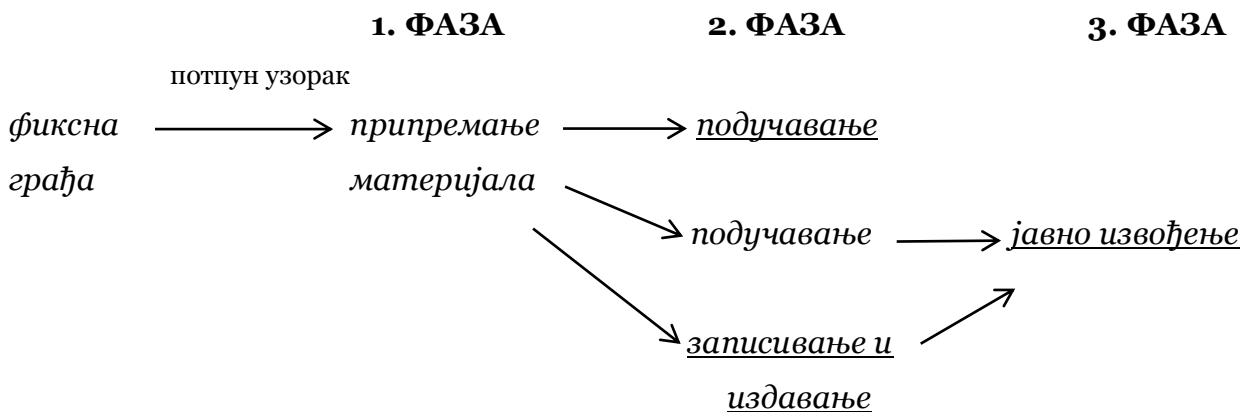 1. ФАЗА 2. ФАЗА 3. ФАЗА
потпун узорак
фиксна припремање подучавање
грађа материјала
подучавање јавно извођење
записивање и
издавање